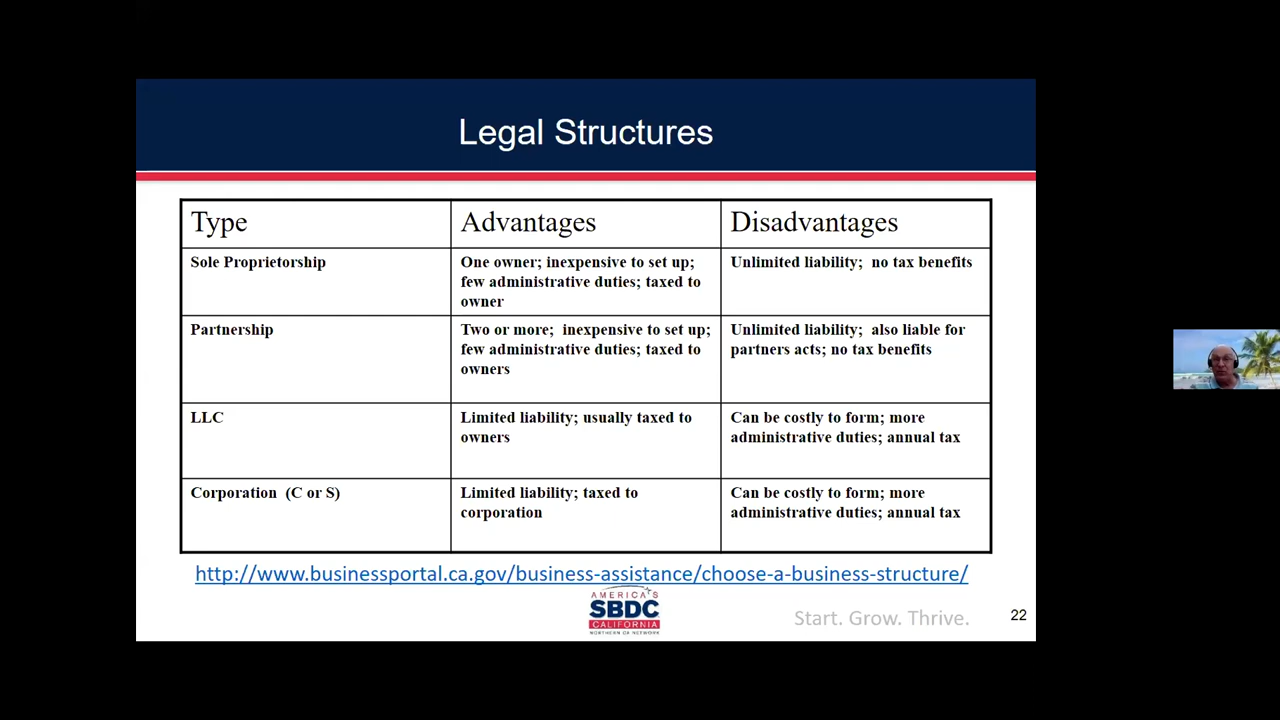 Legal Structures
Type
Advantages
Disadvantages
Sole Proprietorship
One owner; inexpensive to set up;
few administrative duties; taxed to
owner
Unlimited liability;  no tax benefits
Partnership
Two or more;  inexpensive to set up;
few administrative duties; taxed to
owners
Unlimited liability;  also liable for
partners acts; no tax benefits
LLC
Limited liability; usually taxed to
owners
Can be costly to form; more
administrative duties; annual tax
Corporation  (C or S)
Limited liability; taxed to
corporation
Can be costly to form; more
administrative duties; annual tax
http://www.businessportal.ca.gov/business-assistance/choose-a-business-structure/
AMERICA'S
SBDC
CALIFORNIA
NORTHERN CA NETWORK
Start. Grow. Thrive.
22